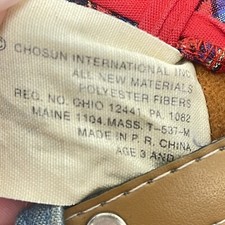 © CHOSUN INTERNATIONAL INC
ALL NEW MATERIALS
POLYESTER FIBERS
REG. NO. OHIO 12441 PA. 1082
MAINE 1104. MASS. T-537-M
MADE IN P. R. CHINA
AGE 3 AND